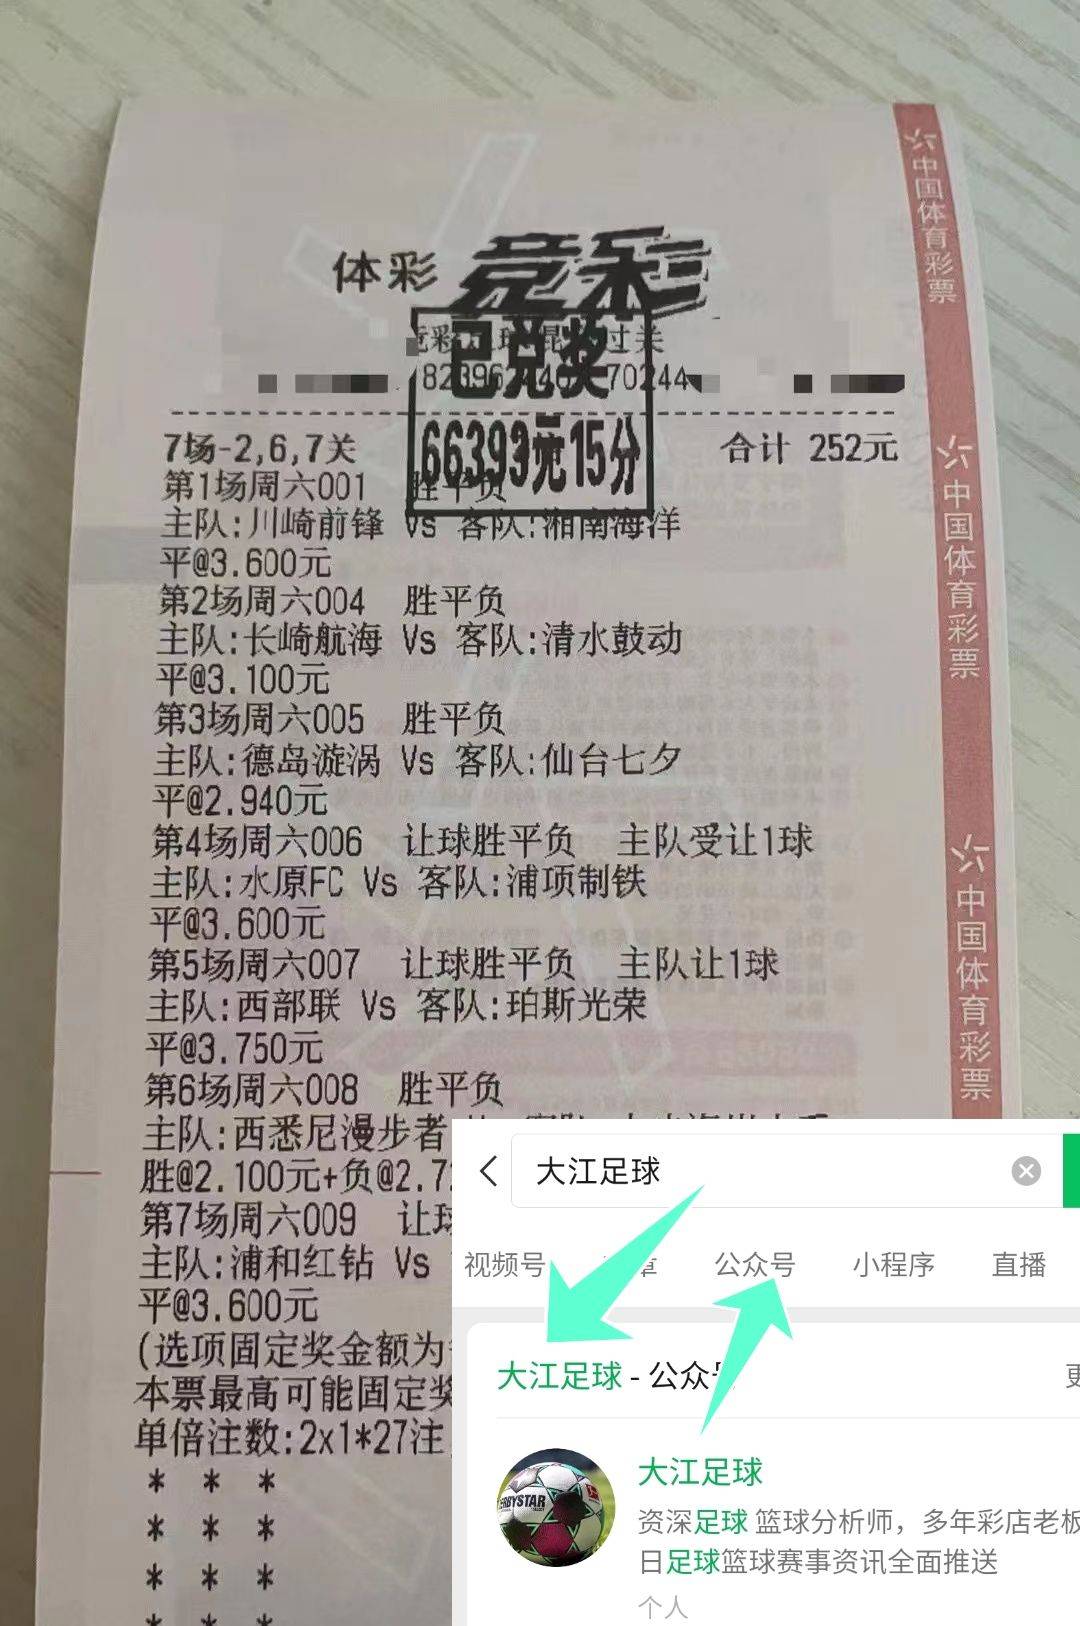 体彩 竞彩
已兑奖
66393元15分
7场-2,6,7关
合计 252元
第1场周六001 胜平负
主队:川崎前锋 Vs 客队:湘南海洋
平@3.600元
第2场周六004 胜平负
主队:长崎航海 Vs 客队:清水鼓动
平@3.100元
第3场周六005 胜平负
主队:德岛漩涡 Vs 客队:仙台七夕
平@2.940元
第4场周六006 让球胜平负 主队受让1球
主队:水原FC Vs 客队:浦项制铁
平@3.600元
第5场周六007 让球胜平负 主队让1球
主队:西部联 Vs 客队:珀斯光荣
平@3.750元
第6场周六008 胜平负
主队:西悉尼漫步者
胜@2.100元+负@2.7
第7场周六009 让球
主队:浦和红钻 Vs
平@3.600元
(选项固定奖金额为
本票最高可能固定奖
单倍注数:2x1*27注
* * *
* * *
* * *
* * *
中国体育彩票
中国体育彩票
中国体育彩票
大江足球
视频号 章 公众号 小程序 直播
大江足球 - 公众号
更
大江足球
资深足球 篮球分析师，多年彩店老板
日足球篮球赛事资讯全面推送
个人